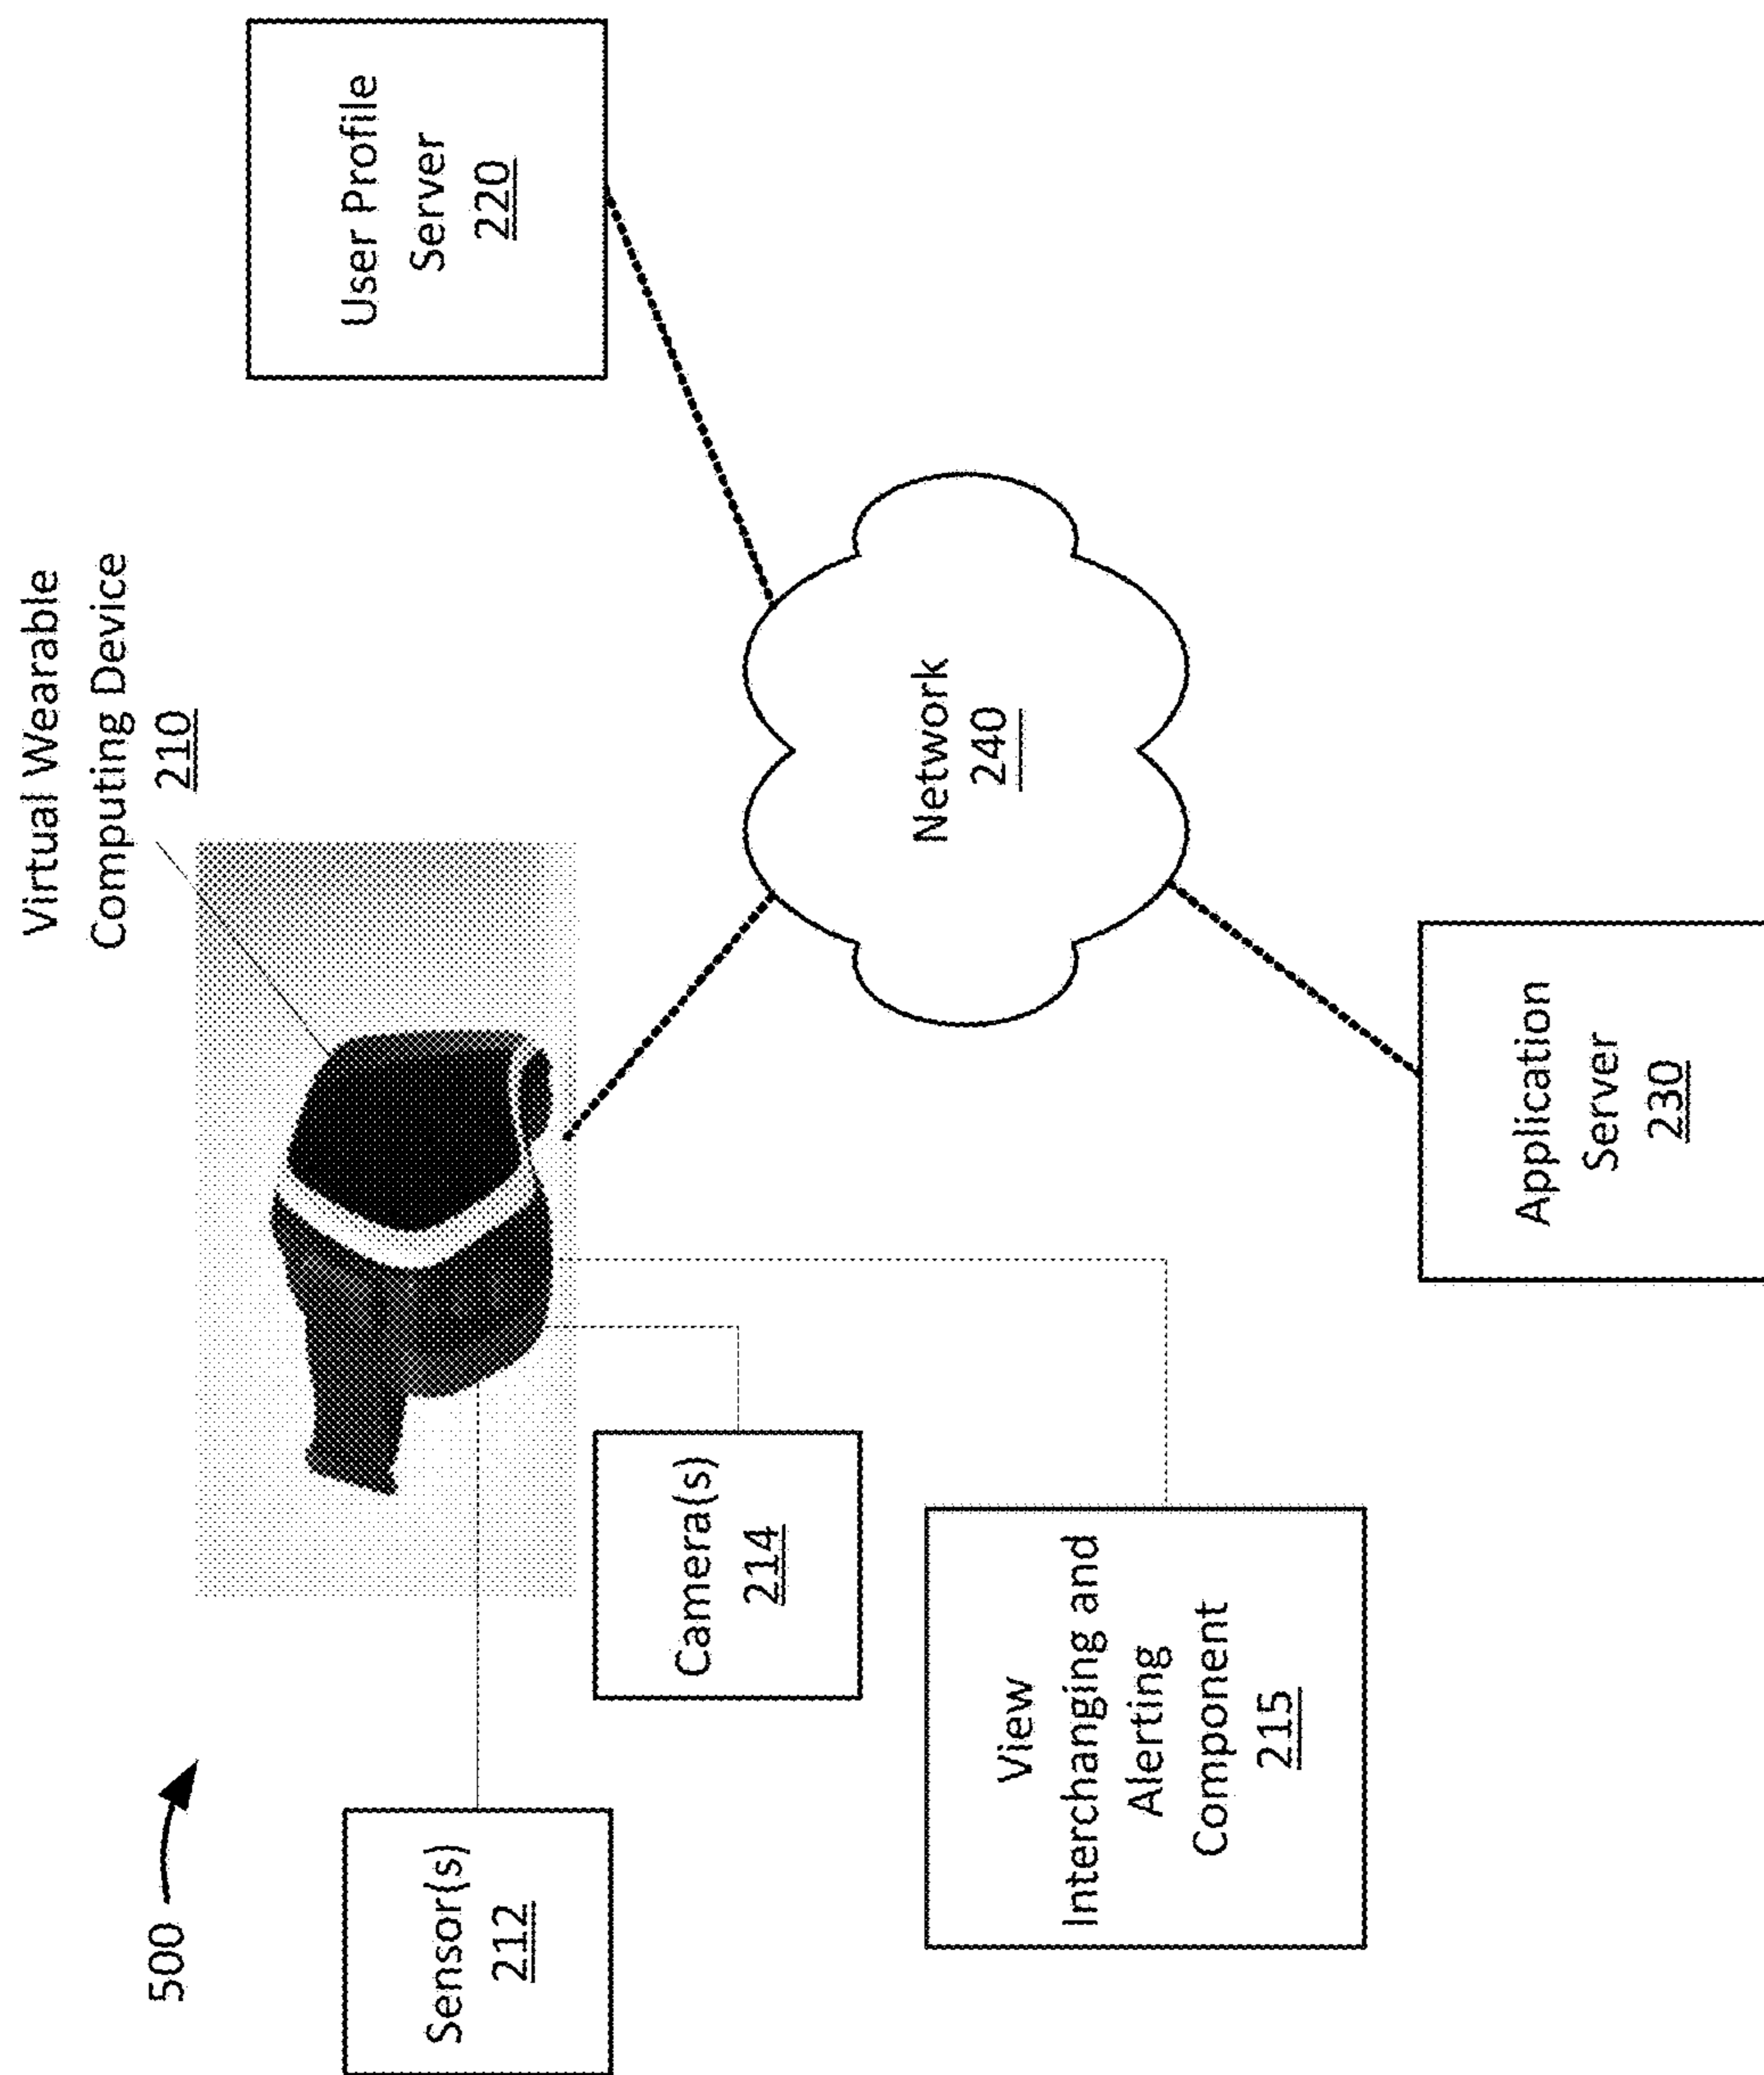 500
Virtual Wearable
Computing Device
210
Sensor(s)
212
Camera(s)
214
View
Interchanging and
Alerting
Component
215
User Profile
Server
220
Network
240
Application
Server
230